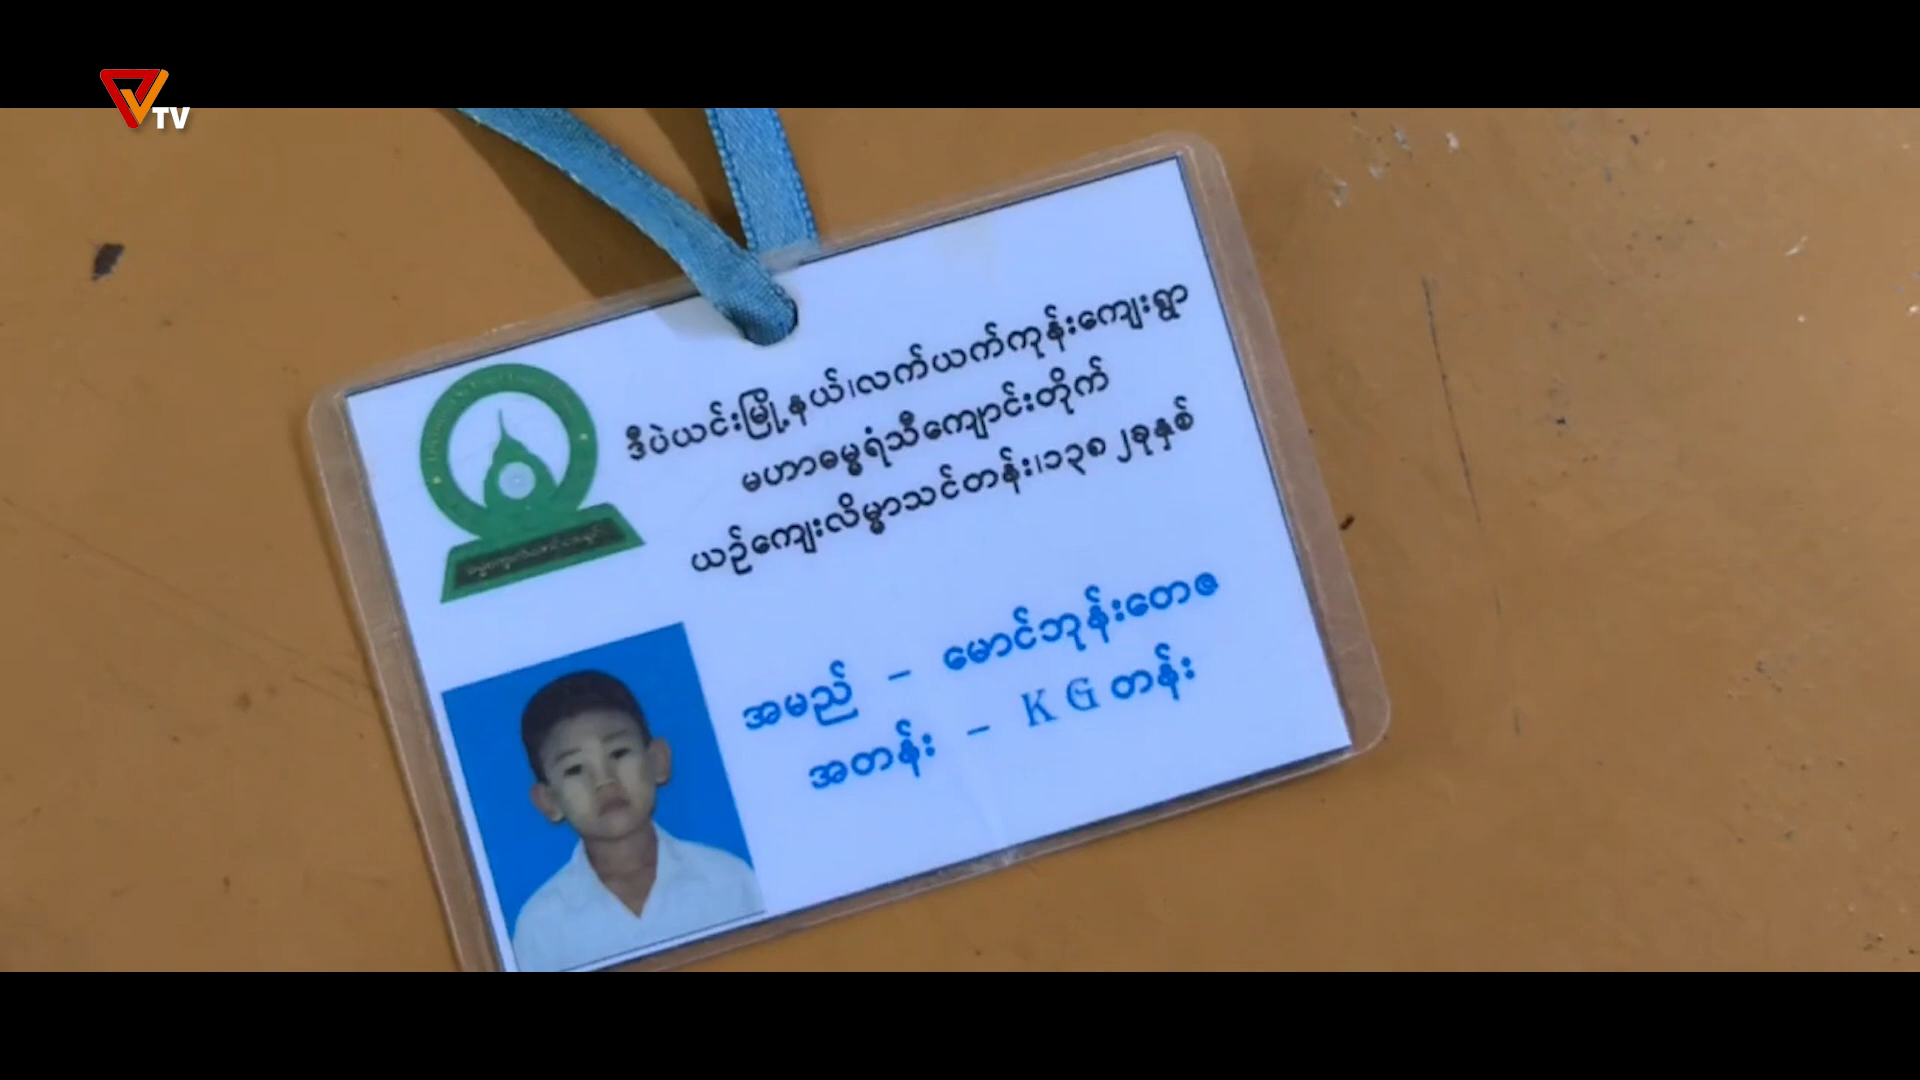 TV
ဒီပဲယင်းမြို့နယ်၊လက်ယက်ကုန်းကျေးရွာ
မဟာဓမ္မရံသီကျောင်းတိုက်
ယဉ်ကျေးလိမ္မာသင်တန်း၊၁၃၈၂ခုနှစ်
အမည် - မောင်ဘုန်းတေဇ
အတန်း - KG တန်း